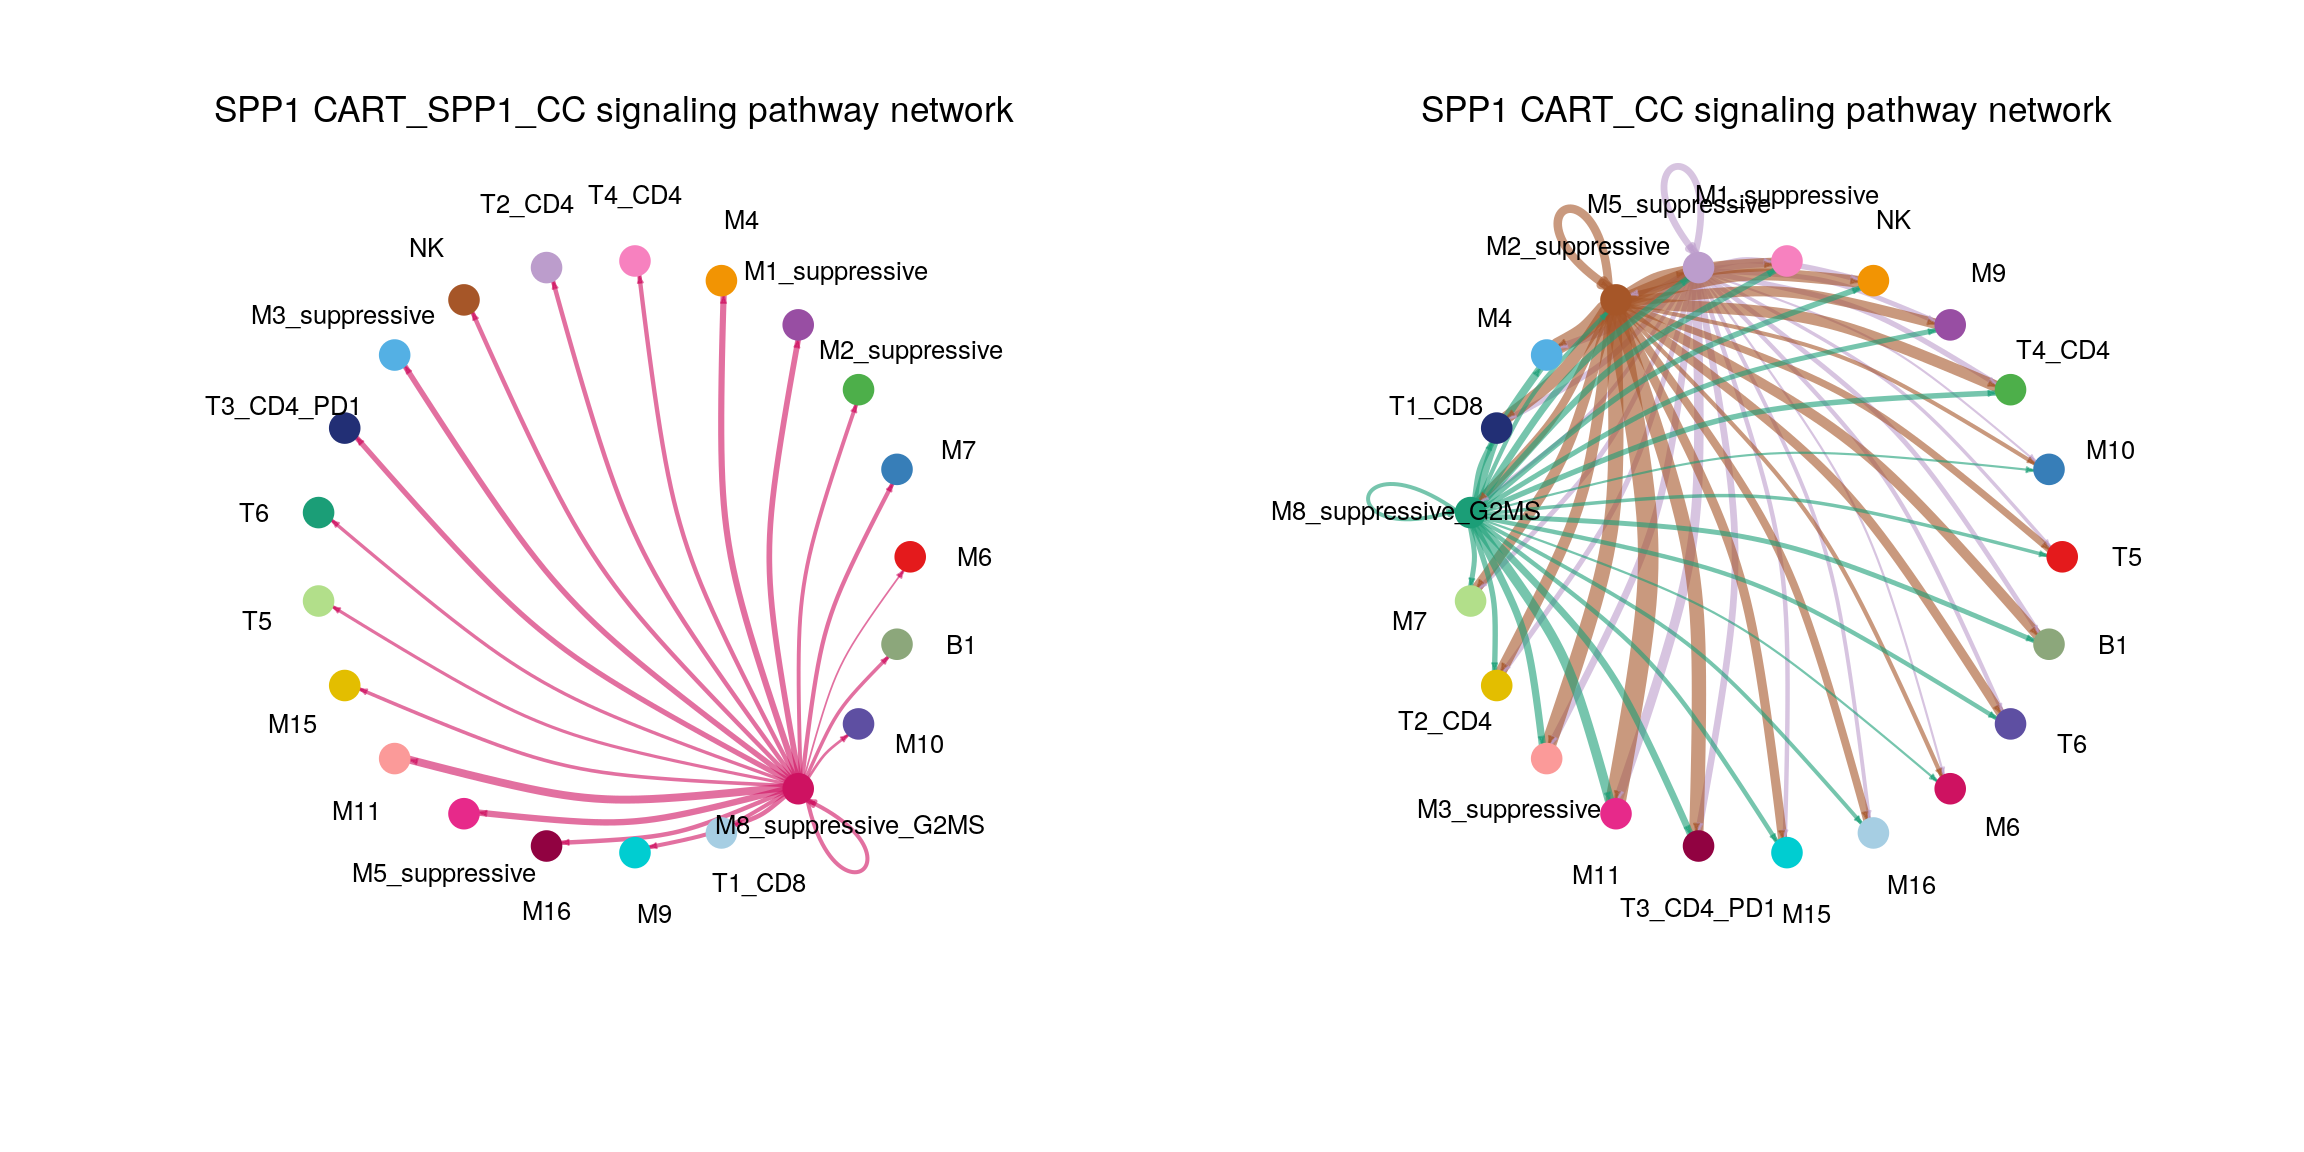 SPP1 CART_SPP1_CC signaling pathway network
T2_CD4
T4_CD4
M4
NK
M1_suppressive
M3_suppressive
M2_suppressive
T3_CD4_PD1
M7
T6
M6
T5
B1
M15
M10
M11
M8_suppressive_G2MS
M5_suppressive
T1_CD8
M16
M9
SPP1 CART_CC signaling pathway network
M5_suppressive
M1_suppressive
NK
M2_suppressive
M9
M4
T4_CD4
T1_CD8
M10
M8_suppressive_G2MS
T5
M7
B1
T2_CD4
T6
M3_suppressive
M6
M11
M16
T3_CD4_PD1
M15